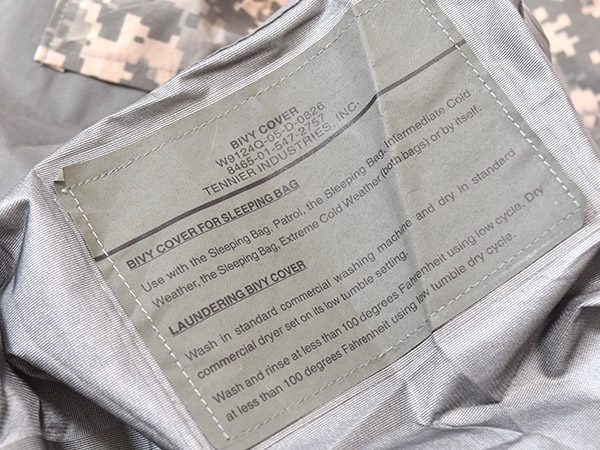 BIVY COVER
W9124Q-05-D-0826
8465-01-547-2757
TENNIER INDUSTRIES, INC.
BIVY COVER FOR SLEEPING BAG
Use with the Sleeping Bag, Patrol, the Sleeping Bag, Intermediate Cold
Weather, the Sleeping Bag, Extreme Cold Weather (both bags) or by itself.
LAUNDERING BIVY COVER
Wash in standard commercial washing machine and dry in standard
commercial dryer set on its low tumble setting.
Wash and rinse at less than 100 degrees Fahrenheit using low cycle. Dry
at less than 100 degrees Fahrenheit using low tumble dry cycle.